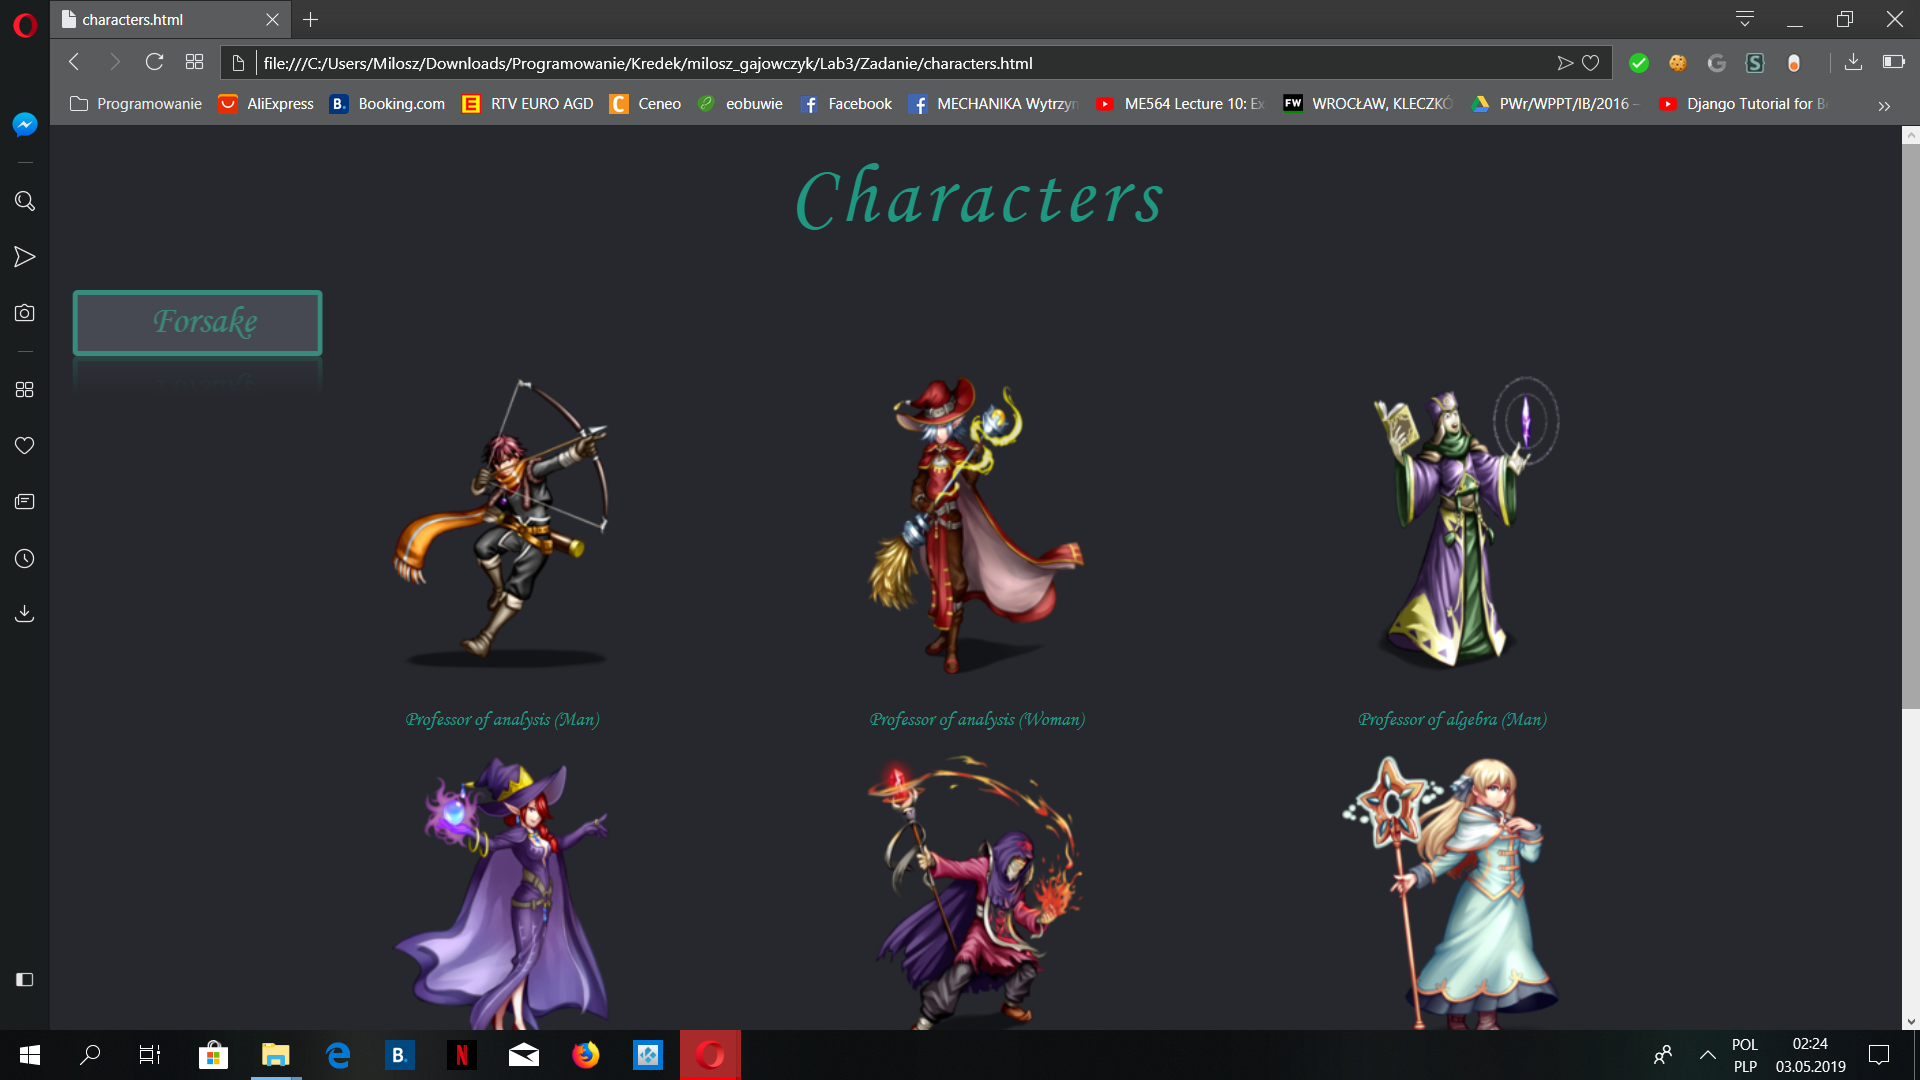 characters.html
file:///C:/Users/Milosz/Downloads/Programowanie/Kredek/milosz_gajowczyk/Lab3/Zadanie/characters.html
Programowanie AliExpress Booking.com RTV EURO AGD Ceneo eobuwie Facebook MECHANIKA Wytrzyn ME564 Lecture 10: Ex WROCŁAW, KLECZKÓ PWr/WPPT/IB/2016 - Django Tutorial for Be
Characters
Forsake
Professor of analysis (Man) Professor of analysis (Woman) Professor of algebra (Man)
POL 02:24
PLP 03.05.2019